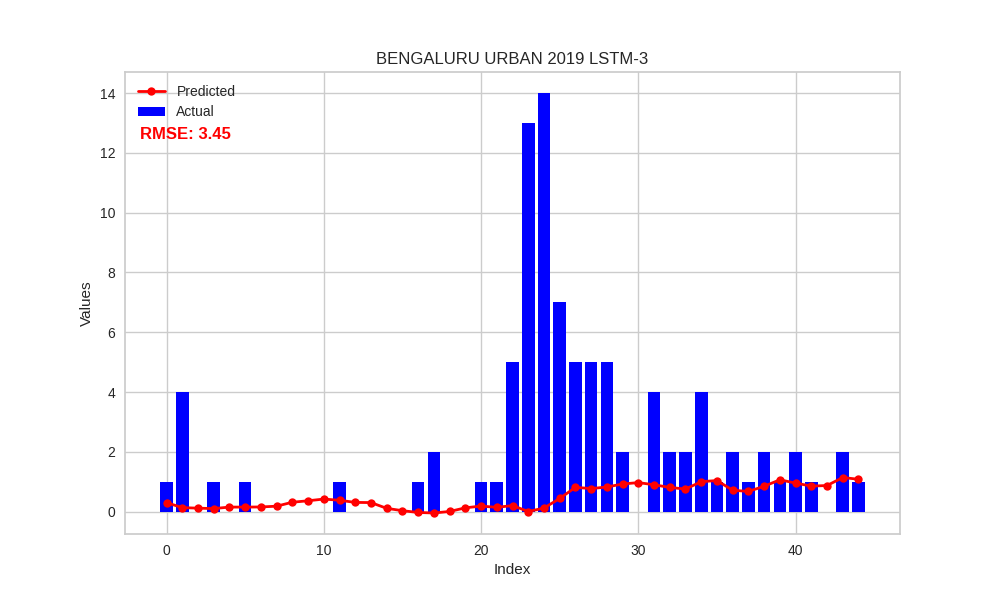 BENGALURU URBAN 2019 LSTM-3
Predicted
Actual
RMSE: 3.45
Values
14
12
10
8
6
4
2
0
0 10 20 30 40
Index